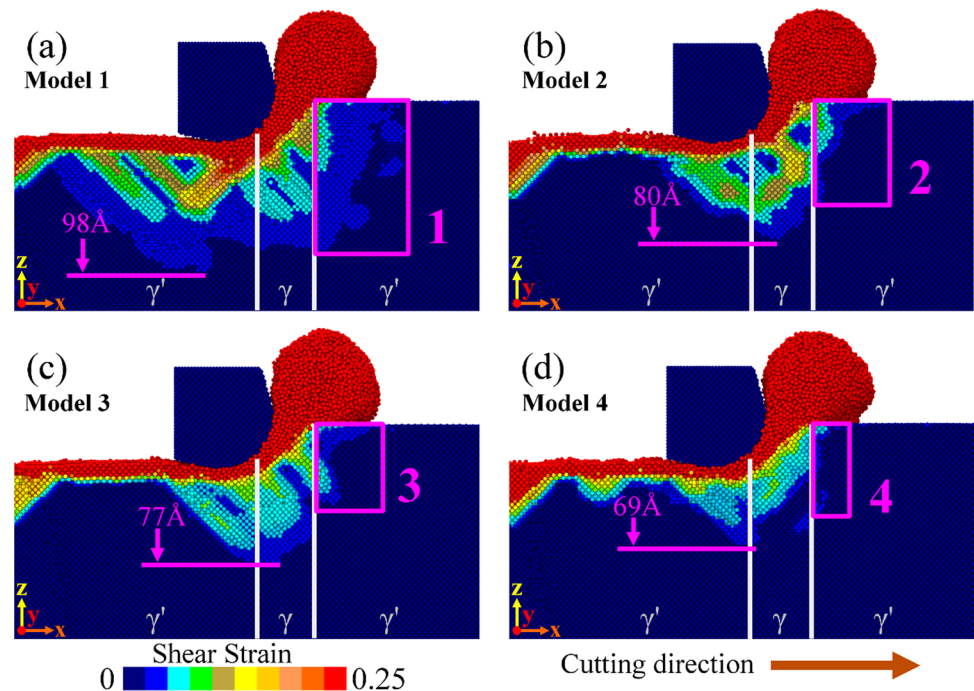 (a)
Model 1
1
98Å
z
y
x
γ'
γ
γ'
(b)
Model 2
2
80Å
z
y
x
γ'
γ
γ'
(c)
Model 3
3
77Å
z
y
x
γ'
γ
γ'
(d)
Model 4
4
69Å
z
y
x
γ'
γ
γ'
Shear Strain
0 0.25
Cutting direction